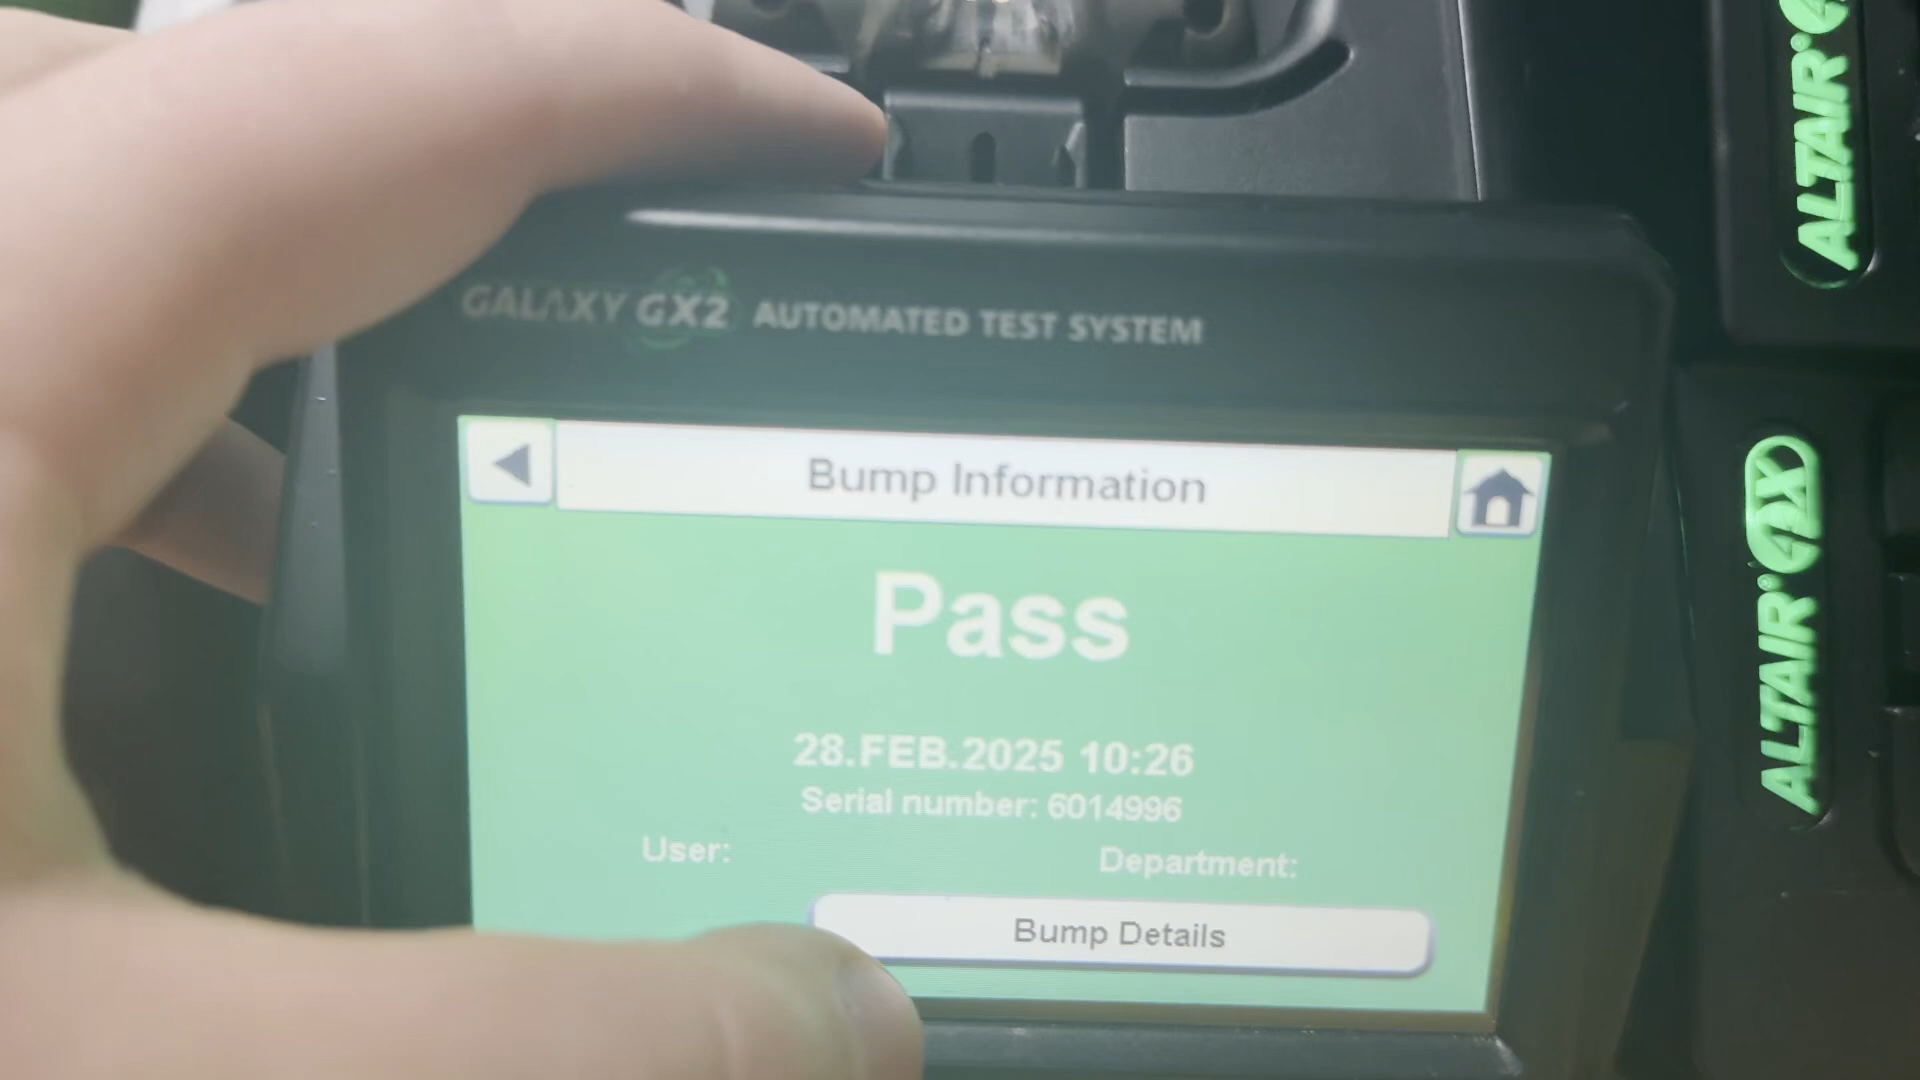 GALAXY GX2 AUTOMATED TEST SYSTEM
Bump Information
Pass
28.FEB.2025 10:26
Serial number: 6014996
User:
Department:
Bump Details
ALTAIR® 4X
ALTAIR® 4X